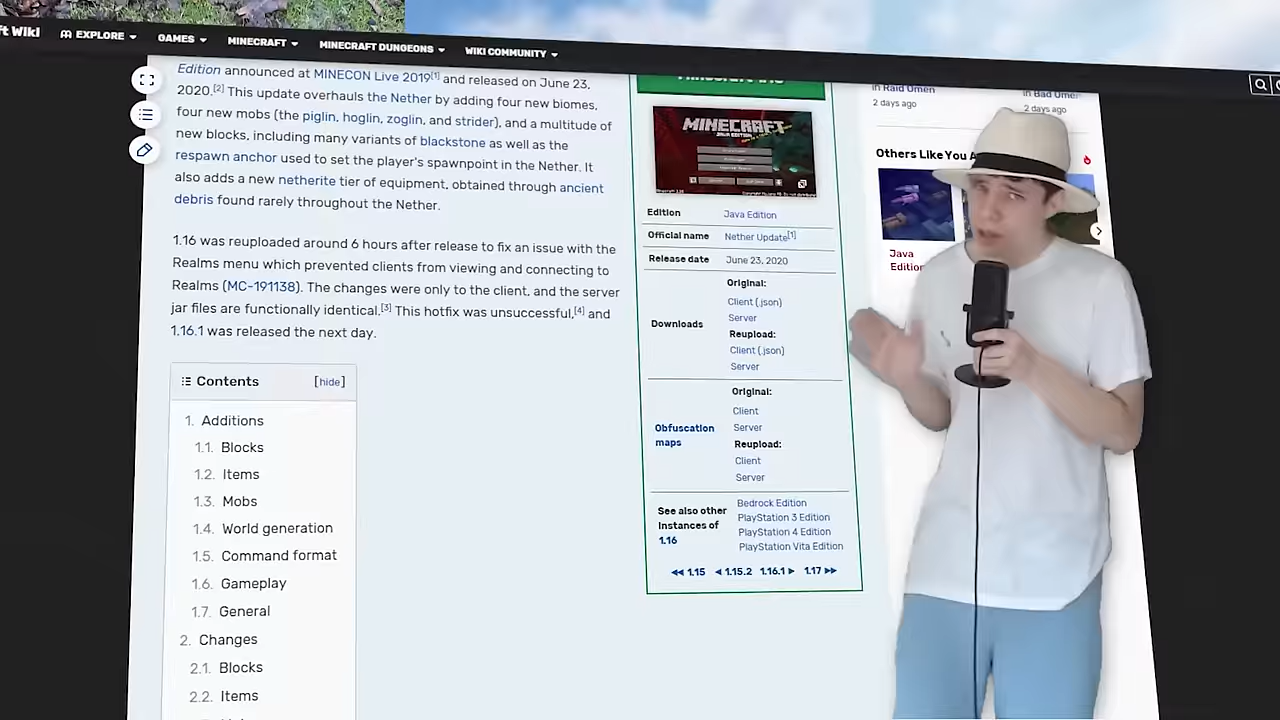 ft Wiki
EXPLORE
GAMES
MINECRAFT
MINECRAFT DUNGEONS
WIKI COMMUNITY
Edition announced at MINECON Live 2019[1] and released on June 23,
2020.[2] This update overhauls the Nether by adding four new biomes,
four new mobs (the piglin, hoglin, zoglin, and strider), and a multitude of
new blocks, including many variants of blackstone as well as the
respawn anchor used to set the player's spawnpoint in the Nether. It
also adds a new netherite tier of equipment, obtained through ancient
debris found rarely throughout the Nether.
1.16 was reuploaded around 6 hours after release to fix an issue with the
Realms menu which prevented clients from viewing and connecting to
Realms (MC-191138). The changes were only to the client, and the server
jar files are functionally identical.[3] This hotfix was unsuccessful,[4] and
1.16.1 was released the next day.
Contents [hide]
1. Additions
1.1. Blocks
1.2. Items
1.3. Mobs
1.4. World generation
1.5. Command format
1.6. Gameplay
1.7. General
2. Changes
2.1. Blocks
2.2. Items
MINECRAFT
JAVA EDITION
Edition Java Edition
Official name Nether Update[1]
Release date June 23, 2020
Downloads
Original:
Client (.json)
Server
Reupload:
Client (.json)
Server
Obfuscation
maps
Original:
Client
Server
Reupload:
Client
Server
See also other
instances of
1.16
Bedrock Edition
PlayStation 3 Edition
PlayStation 4 Edition
PlayStation Vita Edition
◄◄ 1.15 ◄ 1.15.2 1.16.1 ► 1.17 ►►
in Raid Omen
2 days ago
in Bad Omen
2 days ago
Others Like You A
Java
Edition